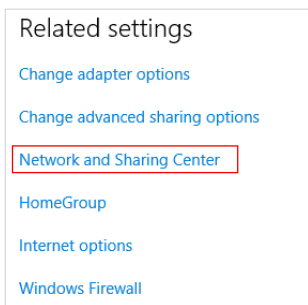 Related settings
Change adapter options
Change advanced sharing options
Network and Sharing Center
HomeGroup
Internet options
Windows Firewall